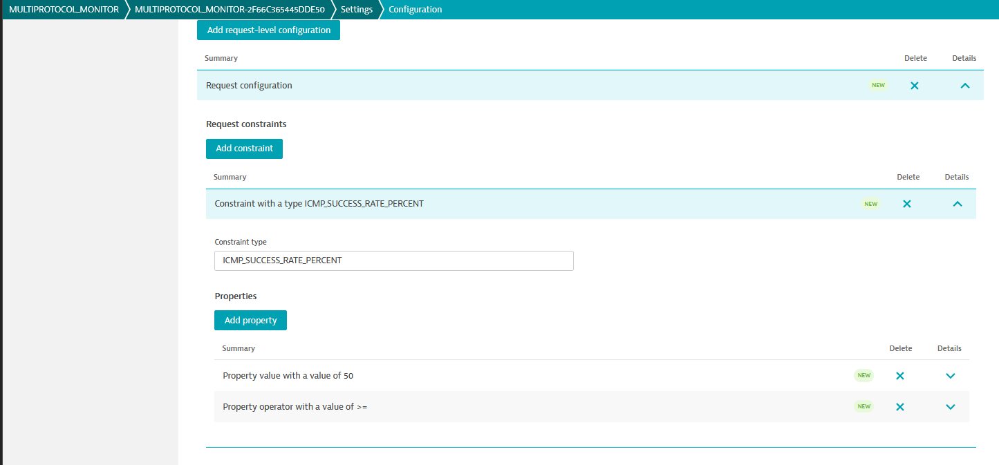 MULTIPROTOCOL_MONITOR MULTIPROTOCOL_MONITOR-2F66C365445DDE50 Settings Configuration
Add request-level configuration
Summary Delete Details
Request configuration NEW
Request constraints
Add constraint
Summary Delete Details
Constraint with a type ICMP_SUCCESS_RATE_PERCENT NEW
Constraint type
ICMP_SUCCESS_RATE_PERCENT
Properties
Add property
Summary Delete Details
Property value with a value of 50 NEW
Property operator with a value of >= NEW